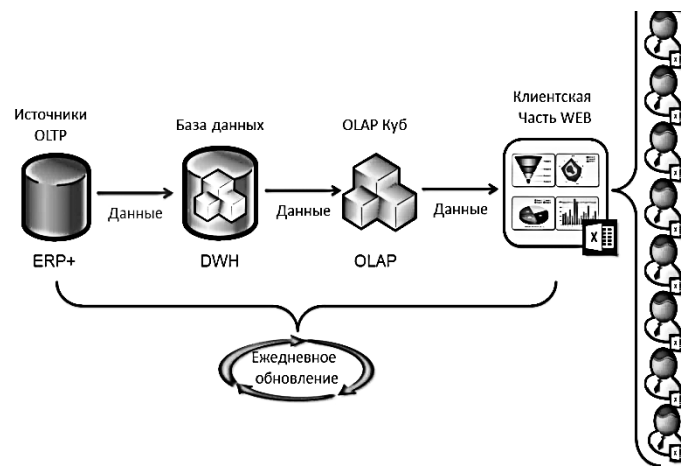 Источники
OLTP
База данных
OLAP Куб
Клиентская
Часть WEB
Данные
Данные
Данные
X
ERP+
DWH
OLAP
Ежедневное
обновление